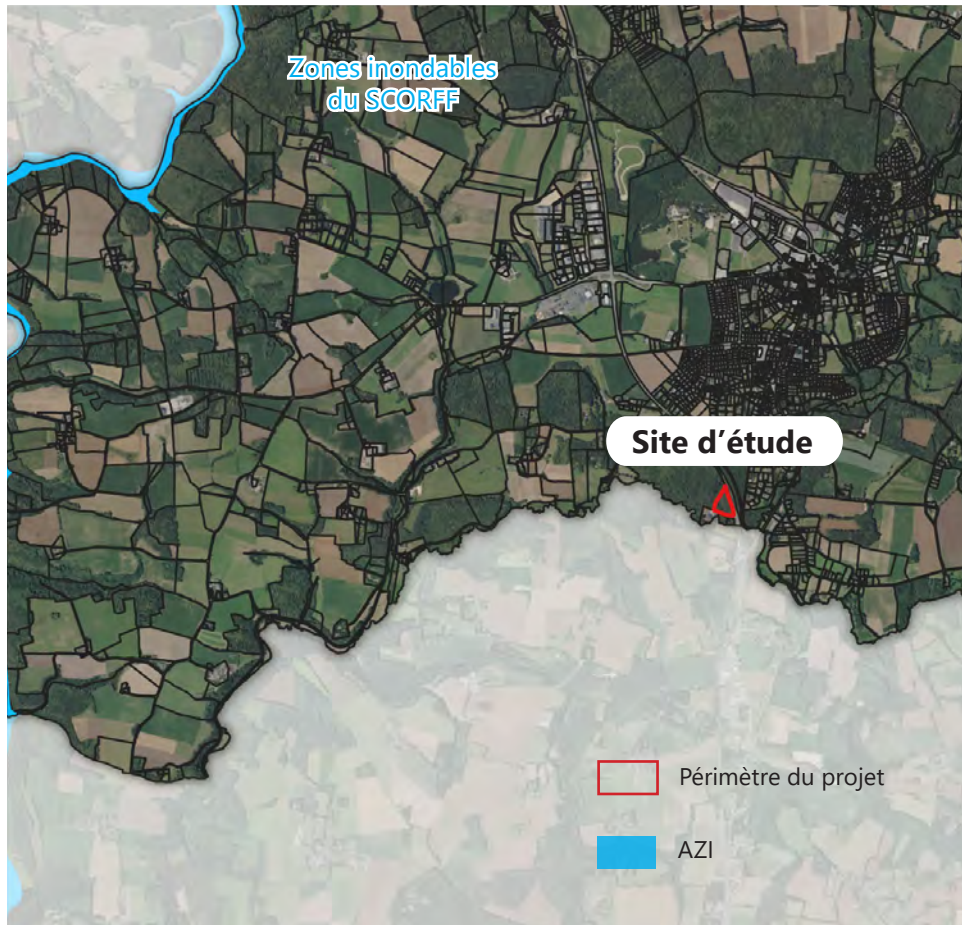 Zones inondables
du SCORFF
Site d’étude
Périmètre du projet
AZI